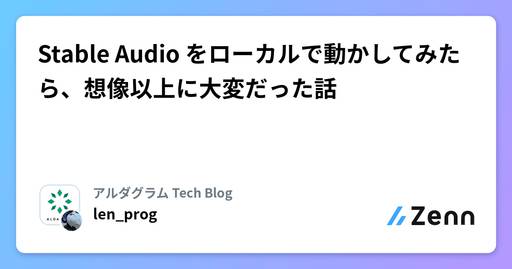 Stable Audio をローカルで動かしてみた
ら、想像以上に大変だった話
アルダグラム Tech Blog
len_prog
Zenn